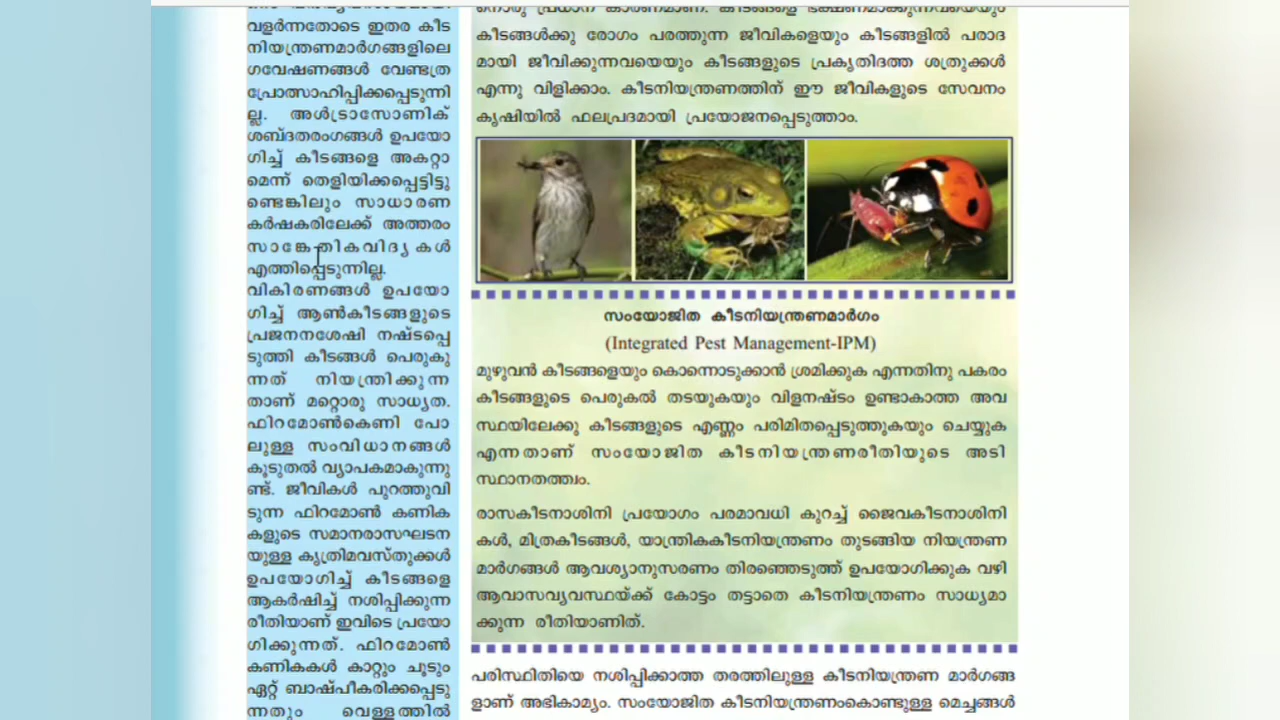 വളർന്നതോടെ ഇതര കീട
നിയന്ത്രണമാർഗങ്ങളിലെ
ഗവേഷണങ്ങൾ വേണ്ടത്ര
പ്രോത്സാഹിപ്പിക്കപ്പെടുന്നി
ല്ല. അൾട്രാസോണിക്
ശബ്ദതരംഗങ്ങൾ ഉപയോ
ഗിച്ച് കീടങ്ങളെ അകറ്റാ
മെന്ന് തെളിയിക്കപ്പെട്ടിട്ടു
ണ്ടെങ്കിലും സാധാരണ
കർഷകരിലേക്ക് അത്തരം
സാങ്കേതികവിദ്യകൾ
എത്തിപ്പെടുന്നില്ല.
വികിരണങ്ങൾ ഉപയോ
ഗിച്ച് ആൺകീടങ്ങളുടെ
പ്രജനനശേഷി നഷ്ടപ്പെ
ടുത്തി കീടങ്ങൾ പെരുകു
ന്നത് നിയന്ത്രിക്കുന്ന
താണ് മറ്റൊരു സാധ്യത.
ഫിറമോൺകെണി പോ
ലുള്ള സംവിധാനങ്ങൾ
കൂടുതൽ വ്യാപകമാകുന്നു
ണ്ട്. ജീവികൾ പുറത്തുവി
ടുന്ന ഫിറമോൺ കണിക
കളുടെ സമാനരാസഘടന
യുള്ള കൃത്രിമവസ്തുക്കൾ
ഉപയോഗിച്ച് കീടങ്ങളെ
ആകർഷിച്ച് നശിപ്പിക്കുന്ന
രീതിയാണ് ഇവിടെ പ്രയോ
ഗിക്കുന്നത്. ഫിറമോൺ
കണികകൾ കാറ്റും ചൂടും
ഏറ്റ് ബാഷ്പീകരിക്കപ്പെടു
ന്നതും വെള്ളത്തിൽ
നൊരു പ്രധാന കാരണമാണ്. കീടങ്ങളെ ഭക്ഷണമാക്കുന്നവയെയും
കീടങ്ങൾക്കു രോഗം പരത്തുന്ന ജീവികളെയും കീടങ്ങളിൽ പരാദ
മായി ജീവിക്കുന്നവയെയും കീടങ്ങളുടെ പ്രകൃതിദത്ത ശത്രുക്കൾ
എന്നു വിളിക്കാം. കീടനിയന്ത്രണത്തിന് ഈ ജീവികളുടെ സേവനം
കൃഷിയിൽ ഫലപ്രദമായി പ്രയോജനപ്പെടുത്താം.
സംയോജിത കീടനിയന്ത്രണമാർഗം
(Integrated Pest Management-IPM)
മുഴുവൻ കീടങ്ങളെയും കൊന്നൊടുക്കാൻ ശ്രമിക്കുക എന്നതിനു പകരം
കീടങ്ങളുടെ പെരുകൽ തടയുകയും വിളനഷ്ടം ഉണ്ടാകാത്ത അവ
സ്ഥയിലേക്കു കീടങ്ങളുടെ എണ്ണം പരിമിതപ്പെടുത്തുകയും ചെയ്യുക
എന്നതാണ് സംയോജിത കീടനിയന്ത്രണരീതിയുടെ അടി
സ്ഥാനതത്ത്വം.
രാസകീടനാശിനി പ്രയോഗം പരമാവധി കുറച്ച് ജൈവകീടനാശിനി
കൾ, മിത്രകീടങ്ങൾ, യാന്ത്രികകീടനിയന്ത്രണം തുടങ്ങിയ നിയന്ത്രണ
മാർഗങ്ങൾ ആവശ്യാനുസരണം തിരഞ്ഞെടുത്ത് ഉപയോഗിക്കുക വഴി
ആവാസവ്യവസ്ഥയ്ക്ക് കോട്ടം തട്ടാതെ കീടനിയന്ത്രണം സാധ്യമാ
ക്കുന്ന രീതിയാണിത്.
പരിസ്ഥിതിയെ നശിപ്പിക്കാത്ത തരത്തിലുള്ള കീടനിയന്ത്രണ മാർഗങ്ങ
ളാണ് അഭികാമ്യം. സംയോജിത കീടനിയന്ത്രണംകൊണ്ടുള്ള മെച്ചങ്ങൾ